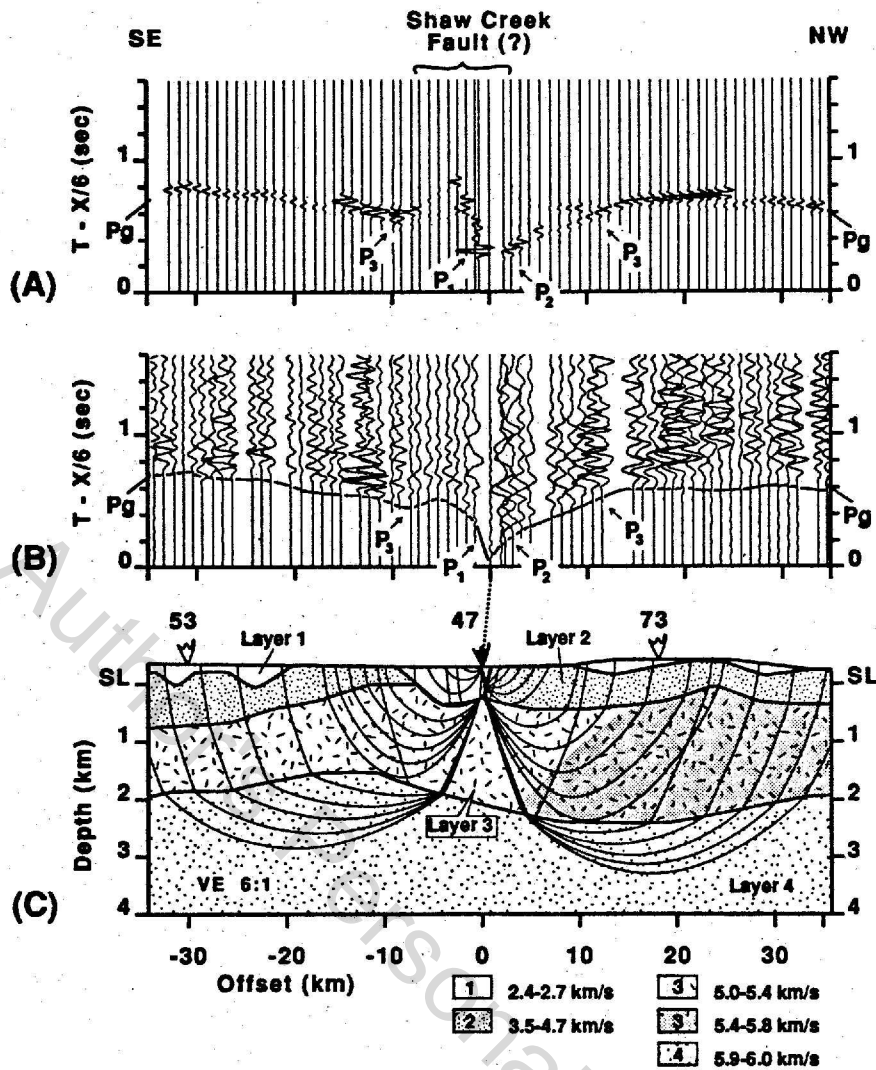 Shaw Creek
Fault (?)
SE
NW
T - X/6 (sec)
1
0
1
0
Pg
P3
P1
P2
P3
Pg
(A)
T - X/6 (sec)
1
0
1
0
Pg
P3
P1
P2
P3
Pg
(B)
53
Layer 1
47
Layer 2
73
SL
1
2
3
4
SL
1
2
3
4
Depth (km)
Layer 3
VE 6:1
Layer 4
(C)
-30 -20 -10 0 10 20 30
Offset (km)
1 2.4-2.7 km/s
2 3.5-4.7 km/s
3 5.0-5.4 km/s
3 5.4-5.8 km/s
4 5.9-6.0 km/s
Author's personal